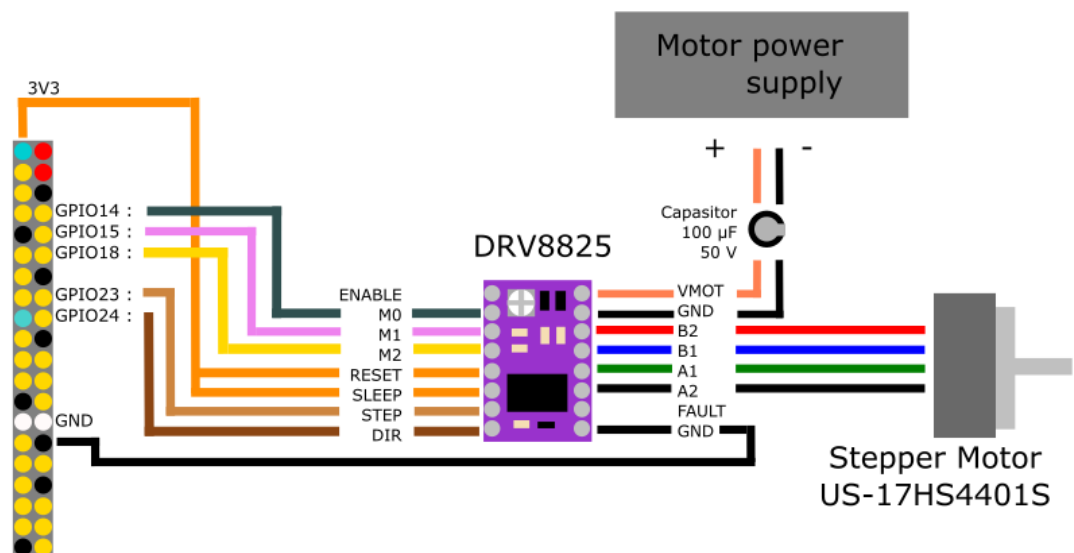 Motor power
supply
+ -
3V3
GPIO14 :
GPIO15 :
GPIO18 :
GPIO23 :
GPIO24 :
GND
Capasitor
100 µF
50 V
DRV8825
ENABLE
M0
M1
M2
RESET
SLEEP
STEP
DIR
VMOT
GND
B2
B1
A1
A2
FAULT
GND
Stepper Motor
US-17HS4401S